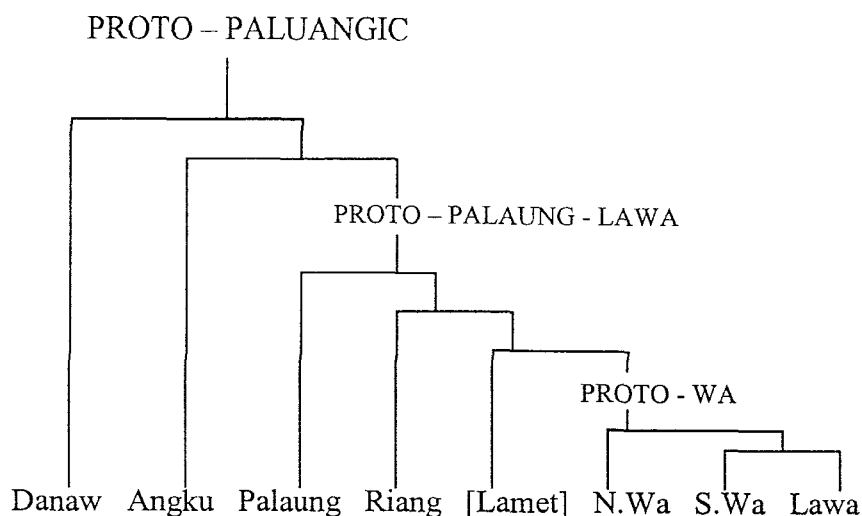 PROTO – PALUANGIC
PROTO – PALAUNG - LAWA
PROTO - WA
Danaw Angku Palaung Riang [Lamet] N.Wa S.Wa Lawa